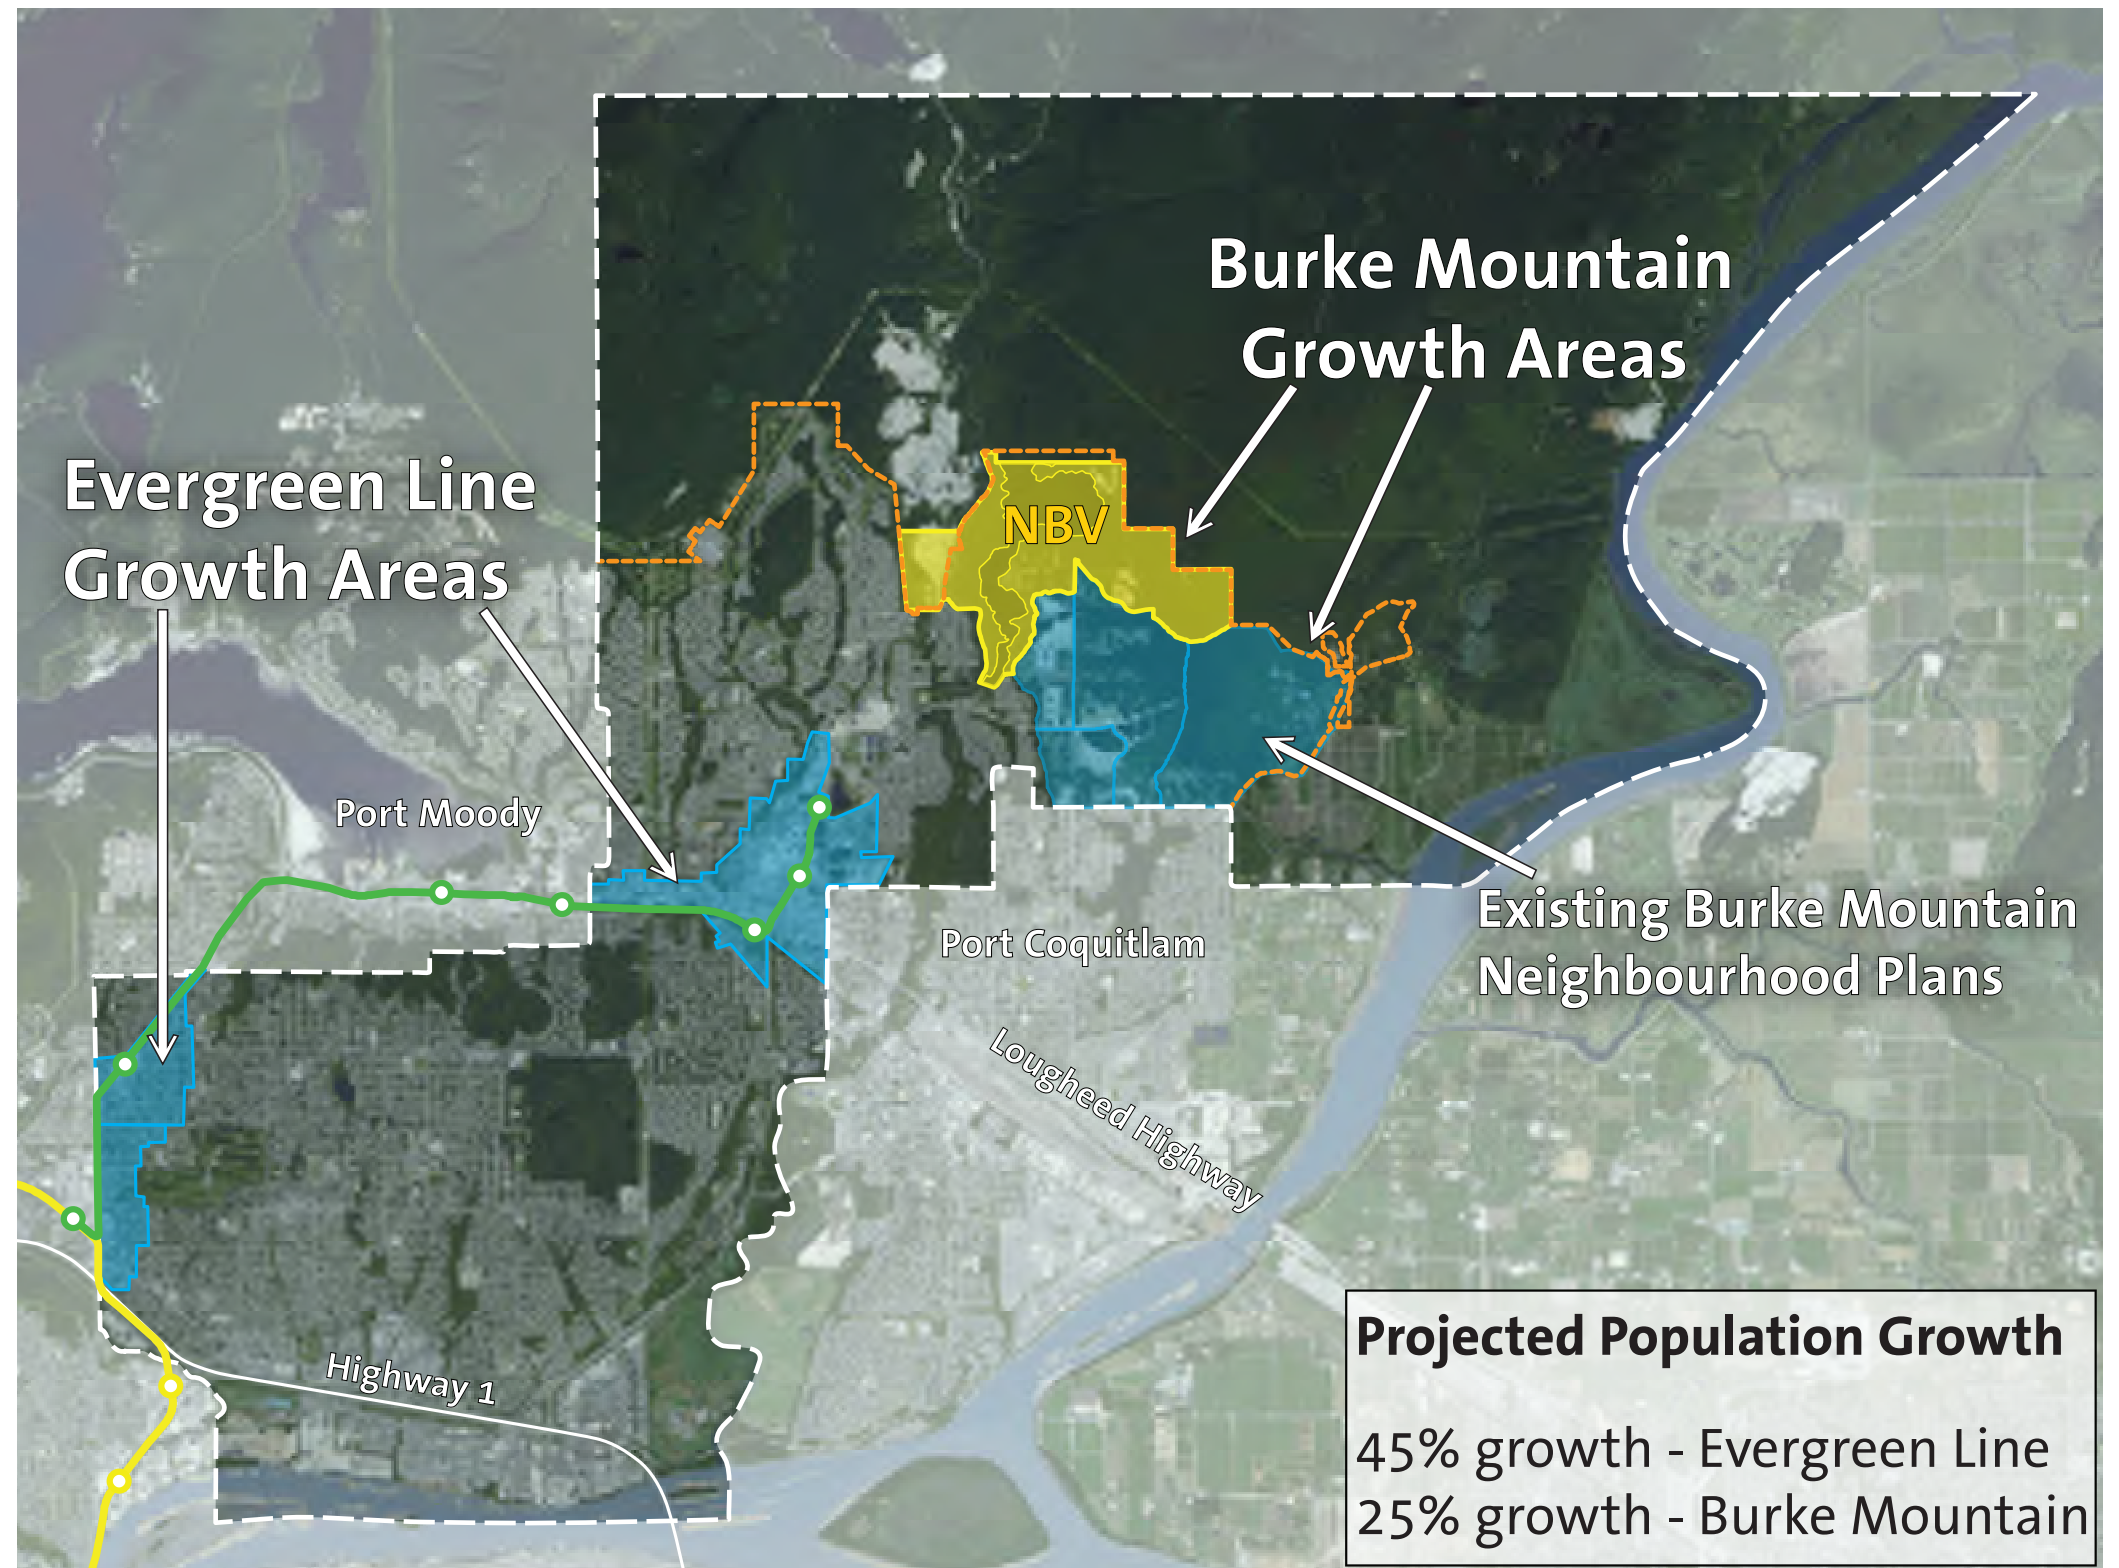 Burke Mountain
Growth Areas
Evergreen Line
Growth Areas
NBV
Port Moody
Existing Burke Mountain
Neighbourhood Plans
Port Coquitlam
Lougheed Highway
Highway 1
Projected Population Growth
45% growth - Evergreen Line
25% growth - Burke Mountain